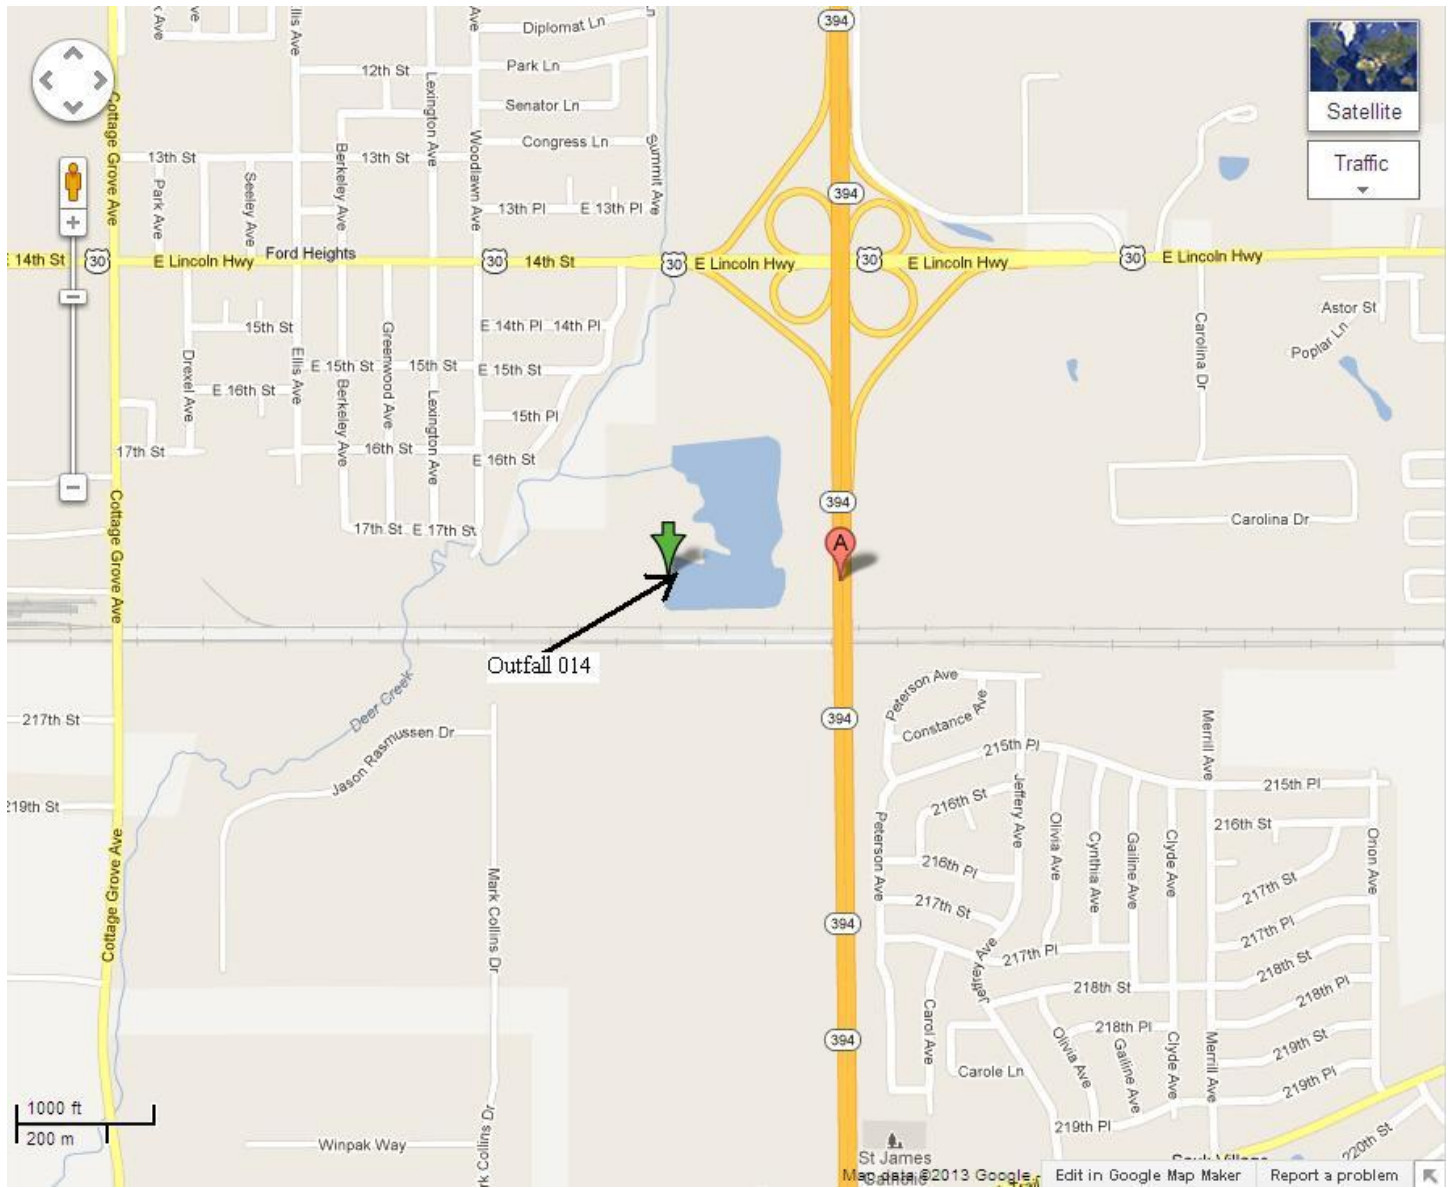 Diplomat Ln
394
12th St
Park Ln
Satellite
Senator Ln
Traffic
Congress Ln
13th St
13th St
Cottage Grove Ave
Park Ave
Seeley Ave
Ellis Ave
Berkeley Ave
Lexington Ave
Woodlawn Ave
Summit Ave
13th Pl
E 13th Pl
394
E 14th St
30
E Lincoln Hwy
Ford Heights
30
14th St
30
E Lincoln Hwy
30
E Lincoln Hwy
30
E Lincoln Hwy
15th St
E 14th Pl
14th Pl
Astor St
Poplar Ln
Carolina Dr
Drexel Ave
Ellis Ave
Greenwood Ave
E 15th St
15th St
E 15th St
E 16th St
Berkeley Ave
Lexington Ave
15th Pl
17th St
16th St
E 16th St
394
Cottage Grove Ave
17th St
E 17th St
Carolina Dr
A
Outfall 014
Deer Creek
217th St
Jason Rasmussen Dr
394
Peterson Ave
Constance Ave
215th Pl
Merrill Ave
215th Pl
219th St
216th St
Jeffery Ave
Peterson Ave
Olivia Ave
Cynthia Ave
Gailine Ave
Clyde Ave
216th St
Orion Ave
216th Pl
217th St
217th St
Cottage Grove Ave
Mark Collins Dr
394
217th Pl
217th Pl
Jeffrey Ave
218th St
218th St
218th Pl
Carol Ave
218th Pl
219th St
394
Olivia Ave
Gailine Ave
Clyde Ave
Merrill Ave
Carole Ln
219th Pl
219th Pl
1000 ft
200 m
Winpak Way
k Collins Dr
220th St
St James
Catholic
Sauk Village
Map data ©2013 Google -
Edit in Google Map Maker
Report a problem